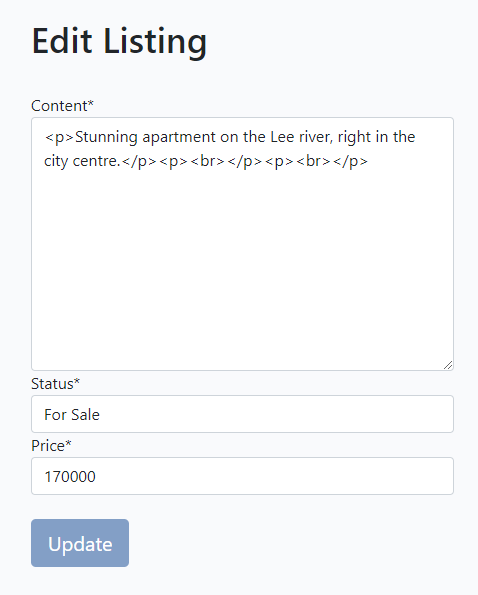 Edit Listing
Content*
<p>Stunning apartment on the Lee river, right in the
city centre.</p><p><br></p><p><br></p>
Status*
For Sale
Price*
170000
Update